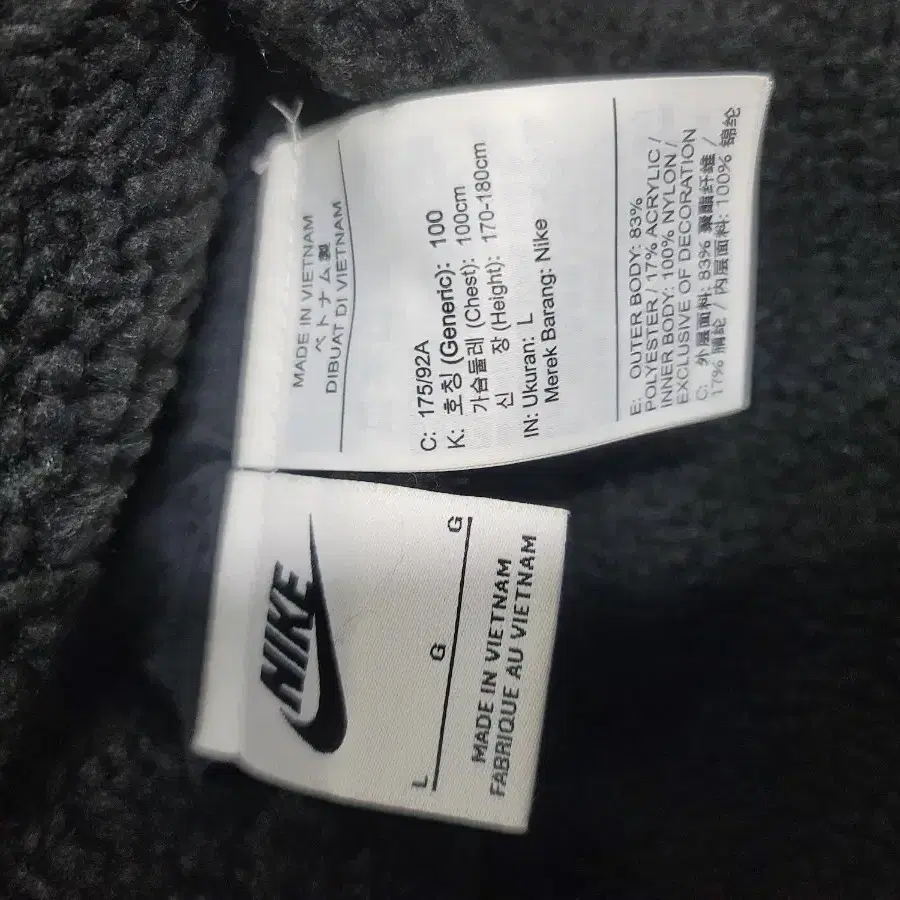 MADE IN VIETNAM
ベトナム製
DIBUAT DI VIETNAM
C: 175/92A
K: 호칭 (Generic): 100
가슴둘레 (Chest): 100cm
신 장 (Height): 170-180cm
IN: Ukuran: L
Merek Barang: Nike
E: OUTER BODY: 83%
POLYESTER / 17% ACRYLIC /
INNER BODY: 100% NYLON /
EXCLUSIVE OF DECORATION
C: 外层面料: 83% 聚酯纤维 /
17% 腈纶 / 内层面料: 100% 锦纶
NIKE
L G G
MADE IN VIETNAM
FABRIQUE AU VIETNAM